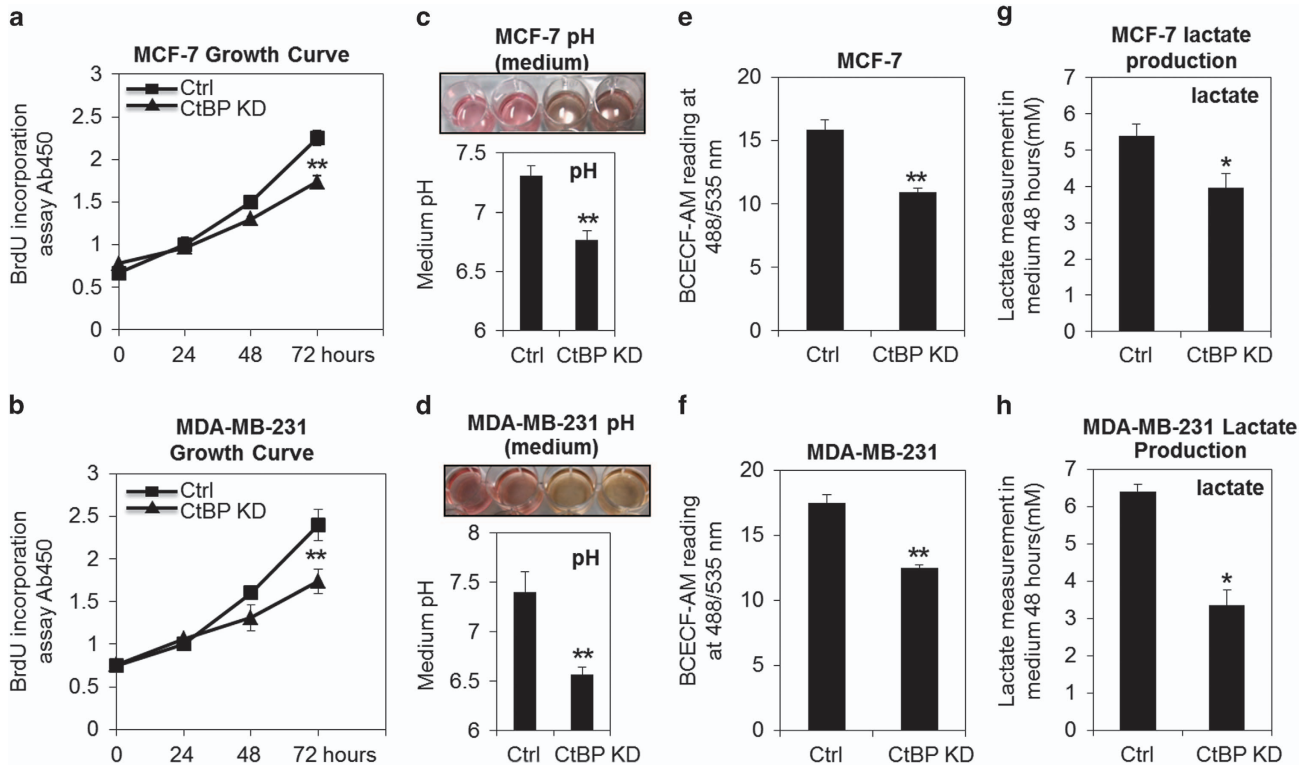 a
MCF-7 Growth Curve
BrdU incorporation
assay Ab450
3
2.5
2
1.5
1
0.5
0
Ctrl
CtBP KD
**
0 24 48 72 hours
c
MCF-7 pH
(medium)
Medium pH
7.5
7
6.5
6
pH
**
Ctrl CtBP KD
e
MCF-7
BCECF-AM reading at
488/535 nm
20
15
10
5
0
**
Ctrl CtBP KD
g
MCF-7 lactate
production
Lactate measurement in
medium 48 hours(mM)
7
6
5
4
3
2
1
0
lactate
*
Ctrl CtBP KD
b
MDA-MB-231
Growth Curve
BrdU incorporation
assay Ab450
3
2.5
2
1.5
1
0.5
0
Ctrl
CtBP KD
**
0 24 48 72 hours
d
MDA-MB-231 pH
(medium)
Medium pH
8
7.5
7
6.5
6
pH
**
Ctrl CtBP KD
f
MDA-MB-231
BCECF-AM reading
at 488/535 nm
20
15
10
5
0
**
Ctrl CtBP KD
h
MDA-MB-231 Lactate
Production
Lactate measurement in
medium 48 hours(mM)
7
6
5
4
3
2
1
0
lactate
*
Ctrl CtBP KD